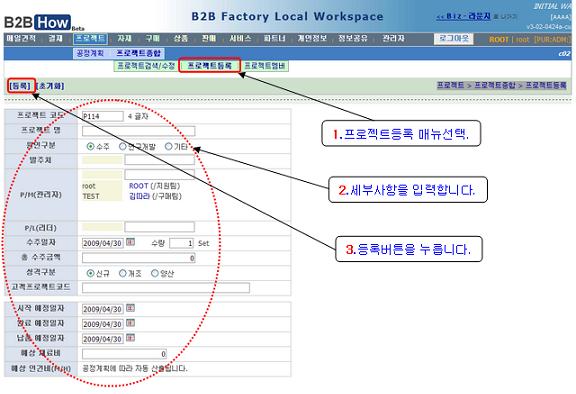 INITIAL WA
B2B How Beta
B2B Factory Local Workspace
<< Biz-라운지 로 나가기 [AAAA]
v3-02-0424a-cu
메일견적 결재 프로젝트 자재 구매 상품 판매 서비스 파트너 개인정보 정보공유 관리자 로그아웃 ROOT [ root [PUR:ADM:]
공정계획 프로젝트종합 c02
프로젝트검색/수정 프로젝트등록 프로젝트멤버
[등록] [초기화] 프로젝트 > 프로젝트종합 > 프로젝트등록
프로젝트 코드 P114 4 글자
프로젝트 명
수주 연구개발 기타
발주처
P/M(관리자) root ROOT (/지원팀)
TEST 김따라 (/구매팀)
P/L(리더)
수주일자 2009/04/30 수량 1 Set
총 수주금액 0
성격구분 신규 개조 양산
고객프로젝트코드
시작 예정일자 2009/04/30
완료 예정일자 2009/04/30
납품 예정일자 2009/04/30
예상 재료비 0
예상 인건비(M/H) 공정계획에 따라 자동 산출됩니다.
1.프로젝트등록 매뉴선택.
2.세부사항을 입력합니다.
3.등록버튼을 누릅니다.